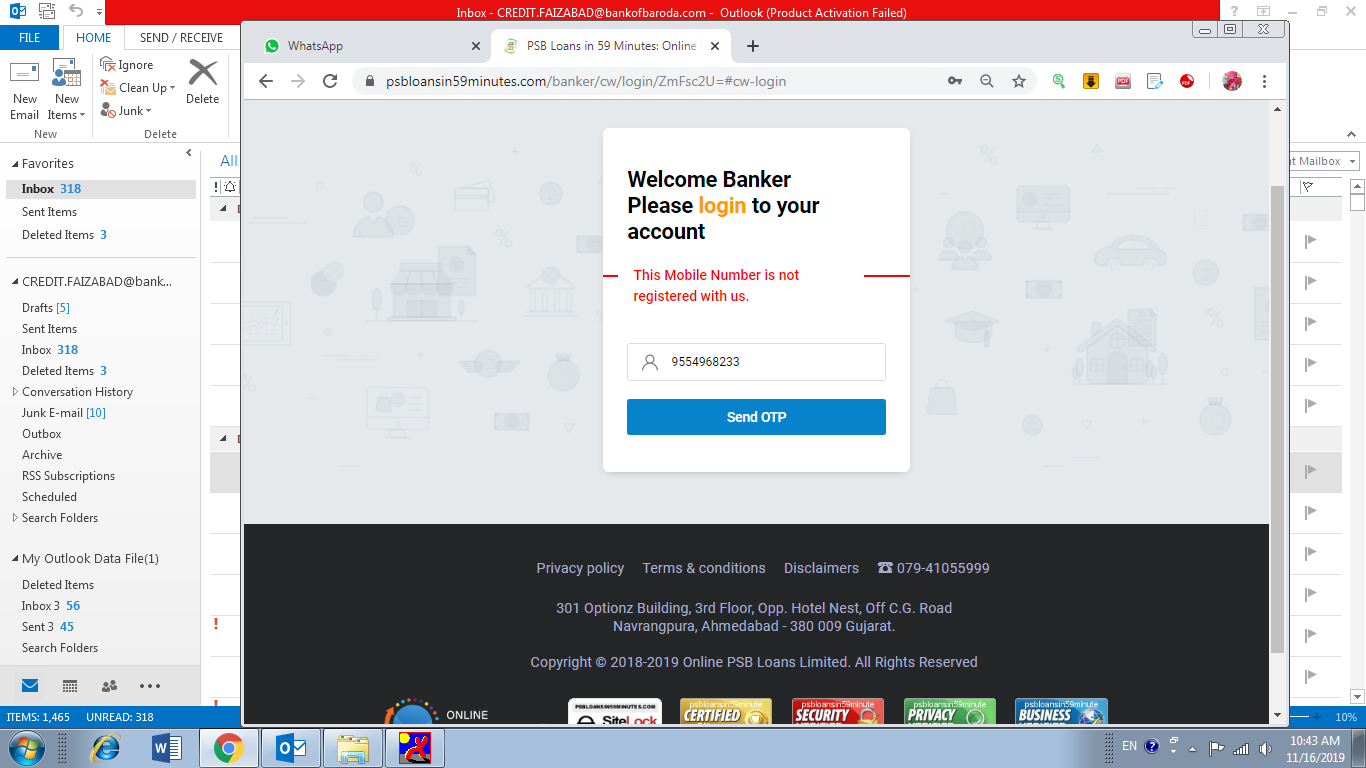 Inbox - CREDIT.FAIZABAD@bankofbaroda.com - Outlook (Product Activation Failed)
FILE HOME SEND / RECEIVE
Ignore
Clean Up
Junk
New Email
New Items
Delete
New Delete
Favorites
Inbox 318
Sent Items
Deleted Items 3
CREDIT.FAIZABAD@bank...
Drafts [5]
Sent Items
Inbox 318
Deleted Items 3
Conversation History
Junk E-mail [10]
Outbox
Archive
RSS Subscriptions
Scheduled
Search Folders
My Outlook Data File(1)
Deleted Items
Inbox 3 56
Sent 3 45
Search Folders
ITEMS: 1,465 UNREAD: 318
All
WhatsApp
PSB Loans in 59 Minutes: Online
psbloansin59minutes.com/banker/cw/login/ZmFsc2U=#cw-login
Welcome Banker
Please login to your
account
This Mobile Number is not
registered with us.
9554968233
Send OTP
Privacy policy Terms & conditions Disclaimers 079-41055999
301 Optionz Building, 3rd Floor, Opp. Hotel Nest, Off C.G. Road
Navrangpura, Ahmedabad - 380 009 Gujarat.
Copyright © 2018-2019 Online PSB Loans Limited. All Rights Reserved
ONLINE
PSBLOANSIN59MINUTES.COM
SiteLock
psbloansin59minute
CERTIFIED
psbloansin59minute
SECURITY
psbloansin59minute
PRIVACY
psbloansin59minute
BUSINESS
at Mailbox
10%
EN
10:43 AM
11/16/2019